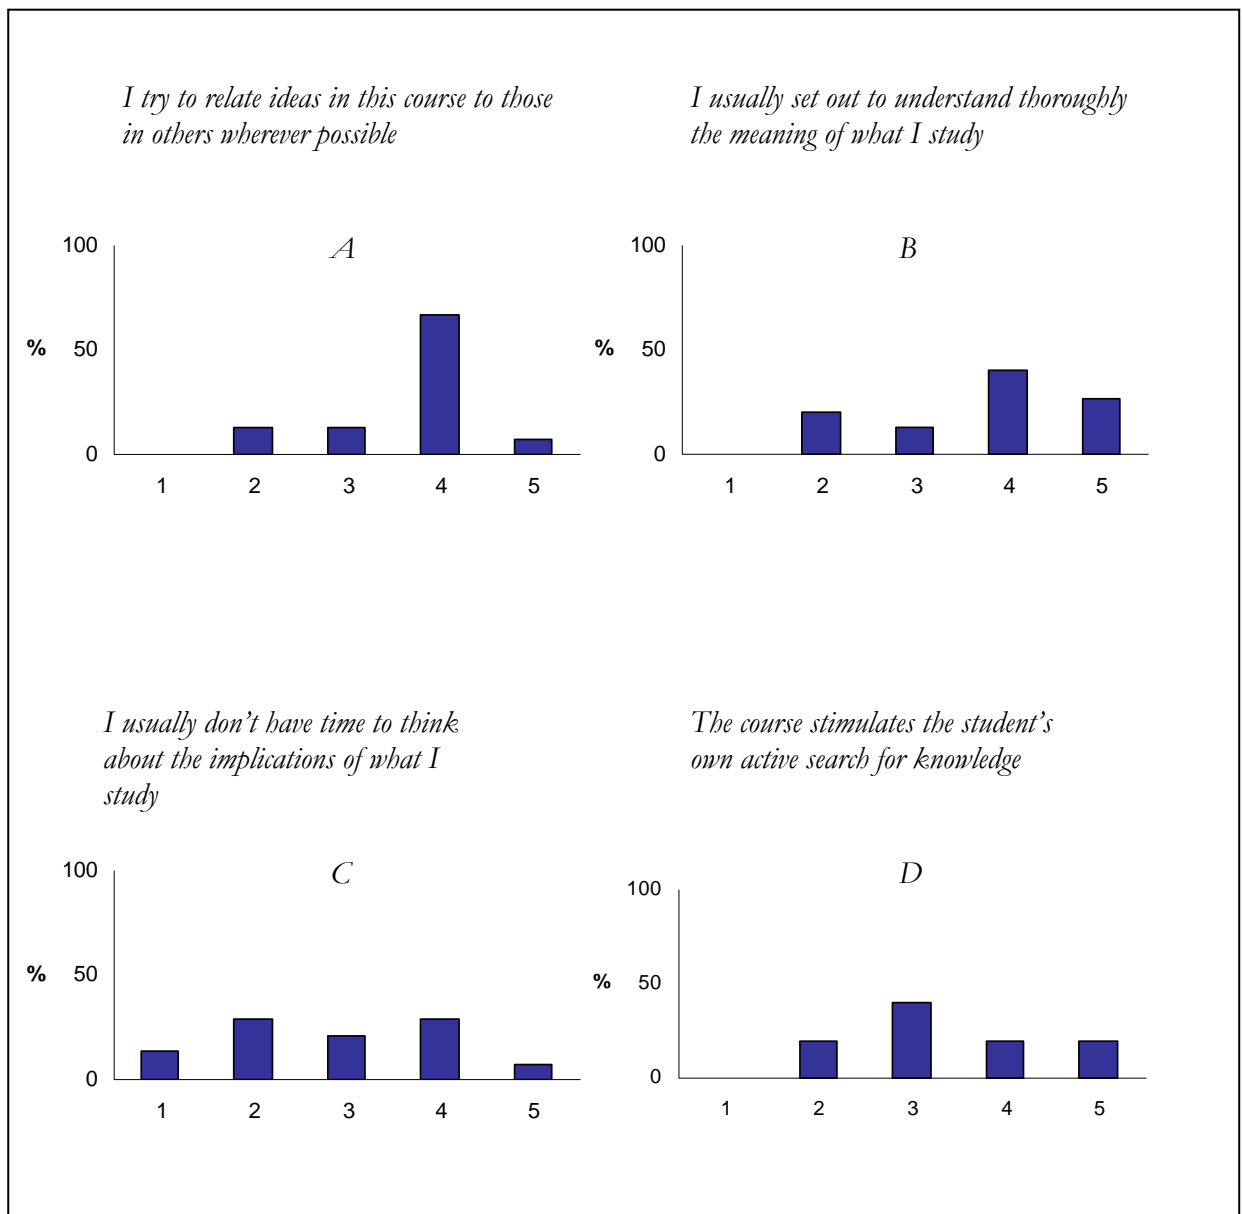 I try to relate ideas in this course to those
in others wherever possible
I usually set out to understand thoroughly
the meaning of what I study
A
100
% 50
0
1 2 3 4 5
B
100
% 50
0
1 2 3 4 5
I usually don’t have time to think
about the implications of what I
study
The course stimulates the student’s
own active search for knowledge
C
100
% 50
0
1 2 3 4 5
D
100
% 50
0
1 2 3 4 5